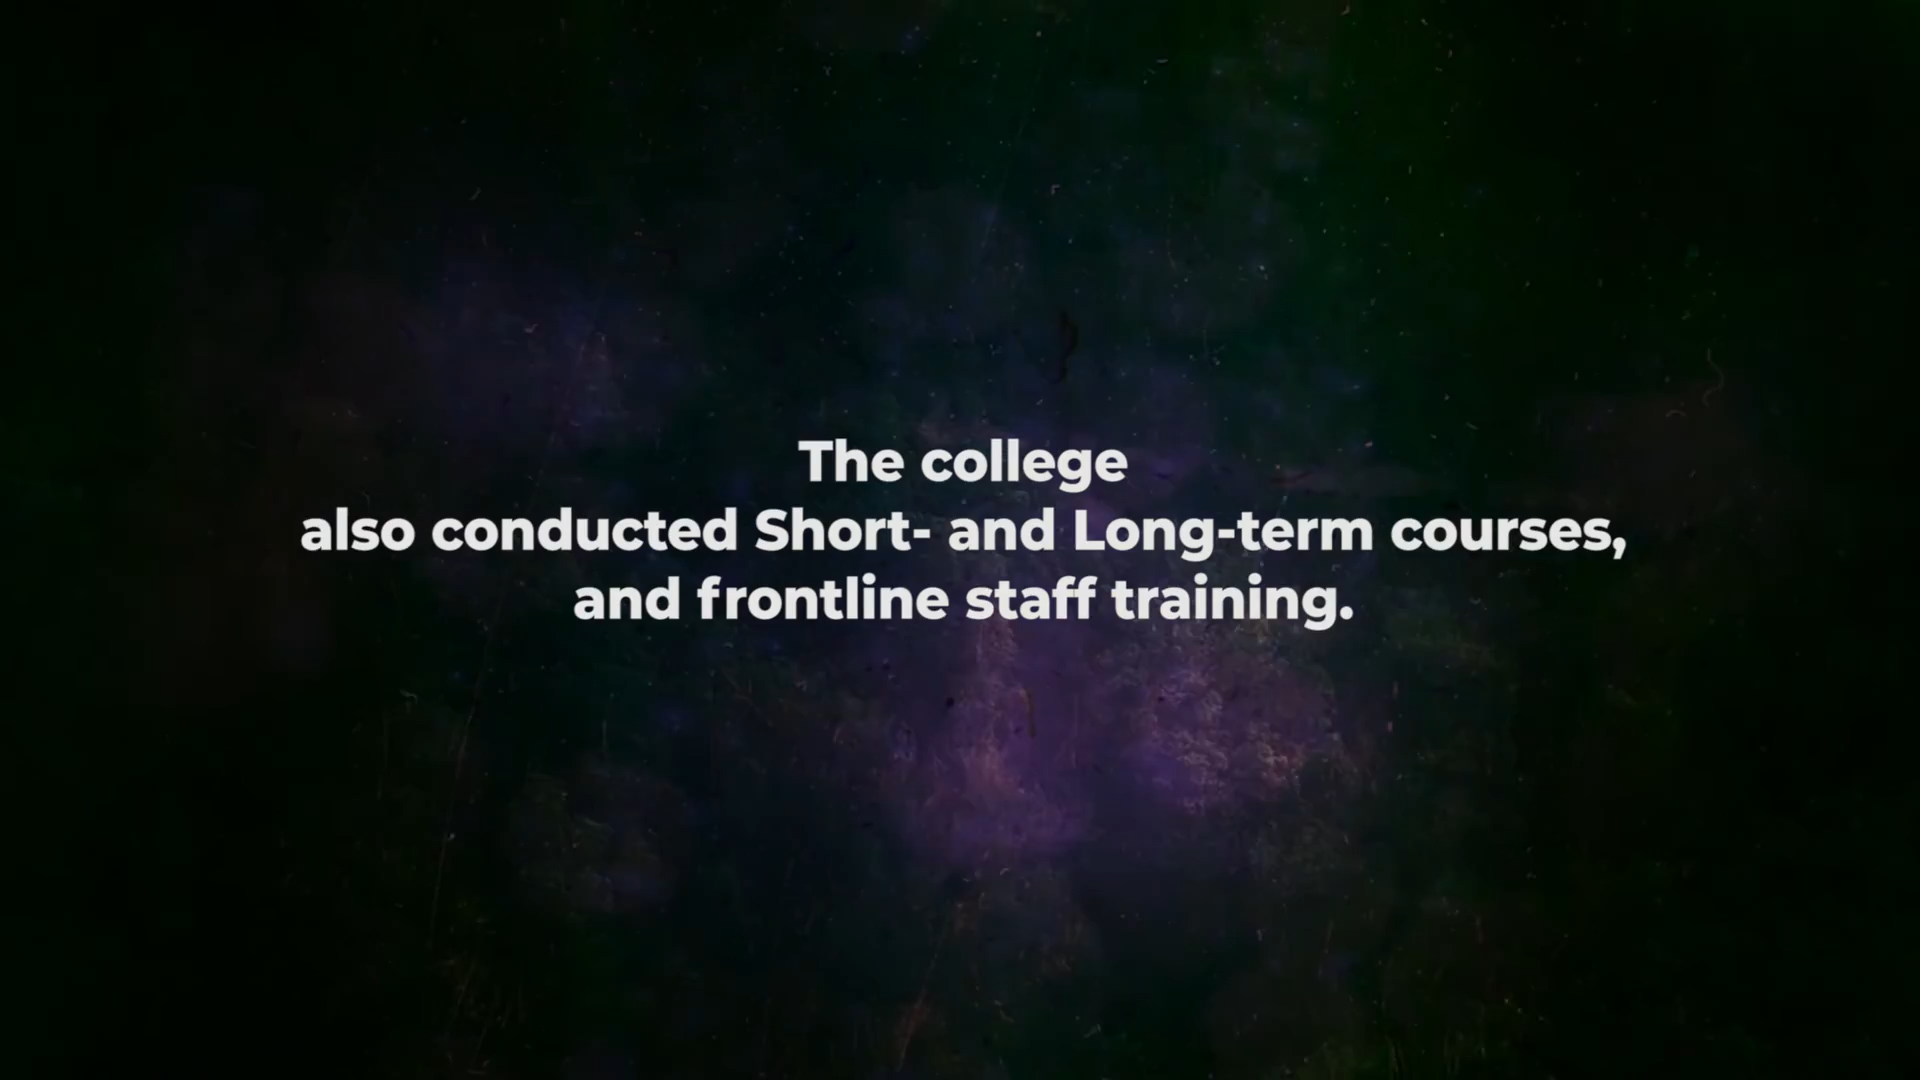 The college
also conducted Short- and Long-term courses,
and frontline staff training.